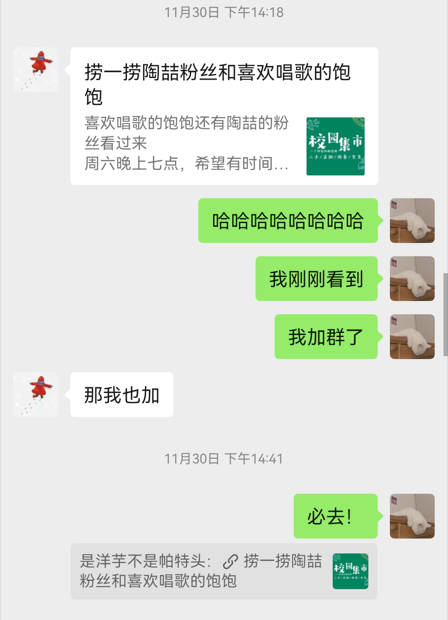 11月30日 下午14:18
捞一捞陶喆粉丝和喜欢唱歌的饱
饱
喜欢唱歌的饱饱还有陶喆的粉
丝看过来
周六晚上七点，希望有时间…
校园集市
哈哈哈哈哈哈哈哈
我刚刚看到
我加群了
那我也加
11月30日 下午14:41
必去！
是洋芋不是帕特头： 捞一捞陶喆
粉丝和喜欢唱歌的饱饱
校园集市